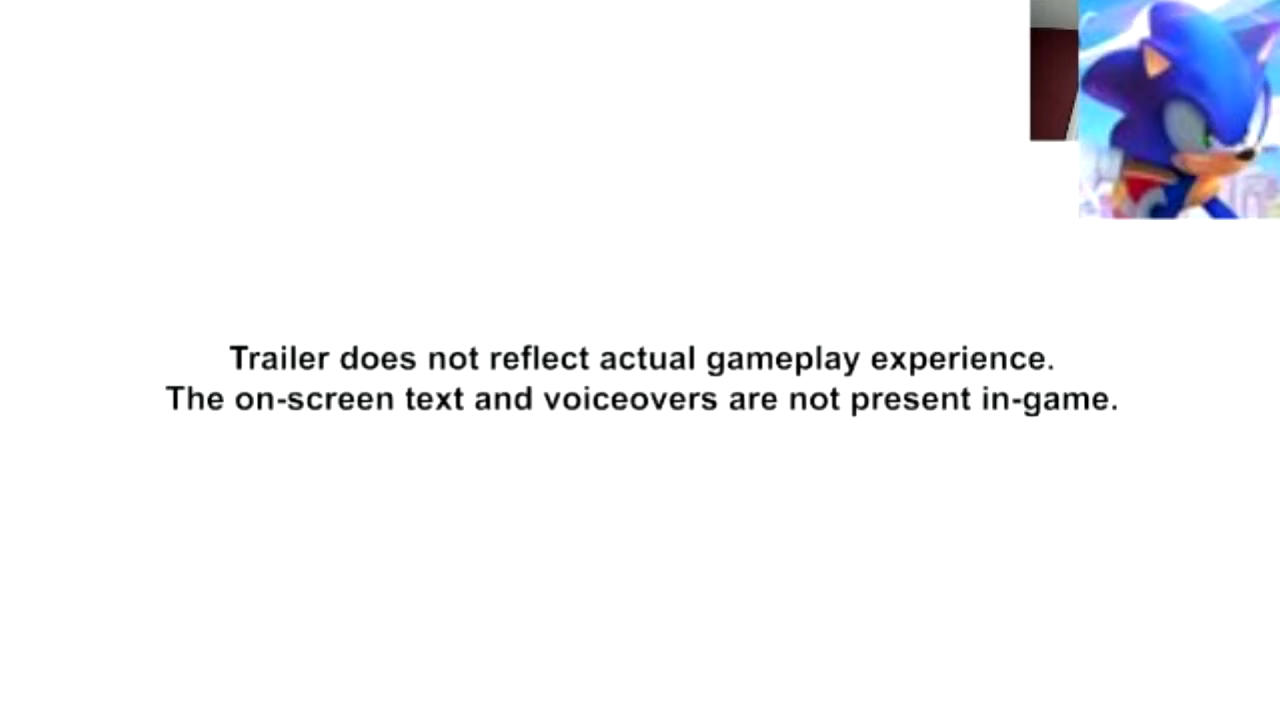 Trailer does not reflect actual gameplay experience.
The on-screen text and voiceovers are not present in-game.